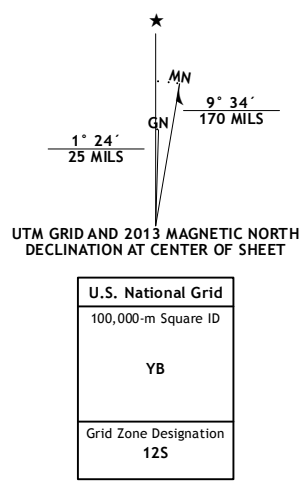 MN
GN
9° 34´
170 MILS
1° 24´
25 MILS
UTM GRID AND 2013 MAGNETIC NORTH
DECLINATION AT CENTER OF SHEET
U.S. National Grid
100,000-m Square ID
YB
Grid Zone Designation
12S